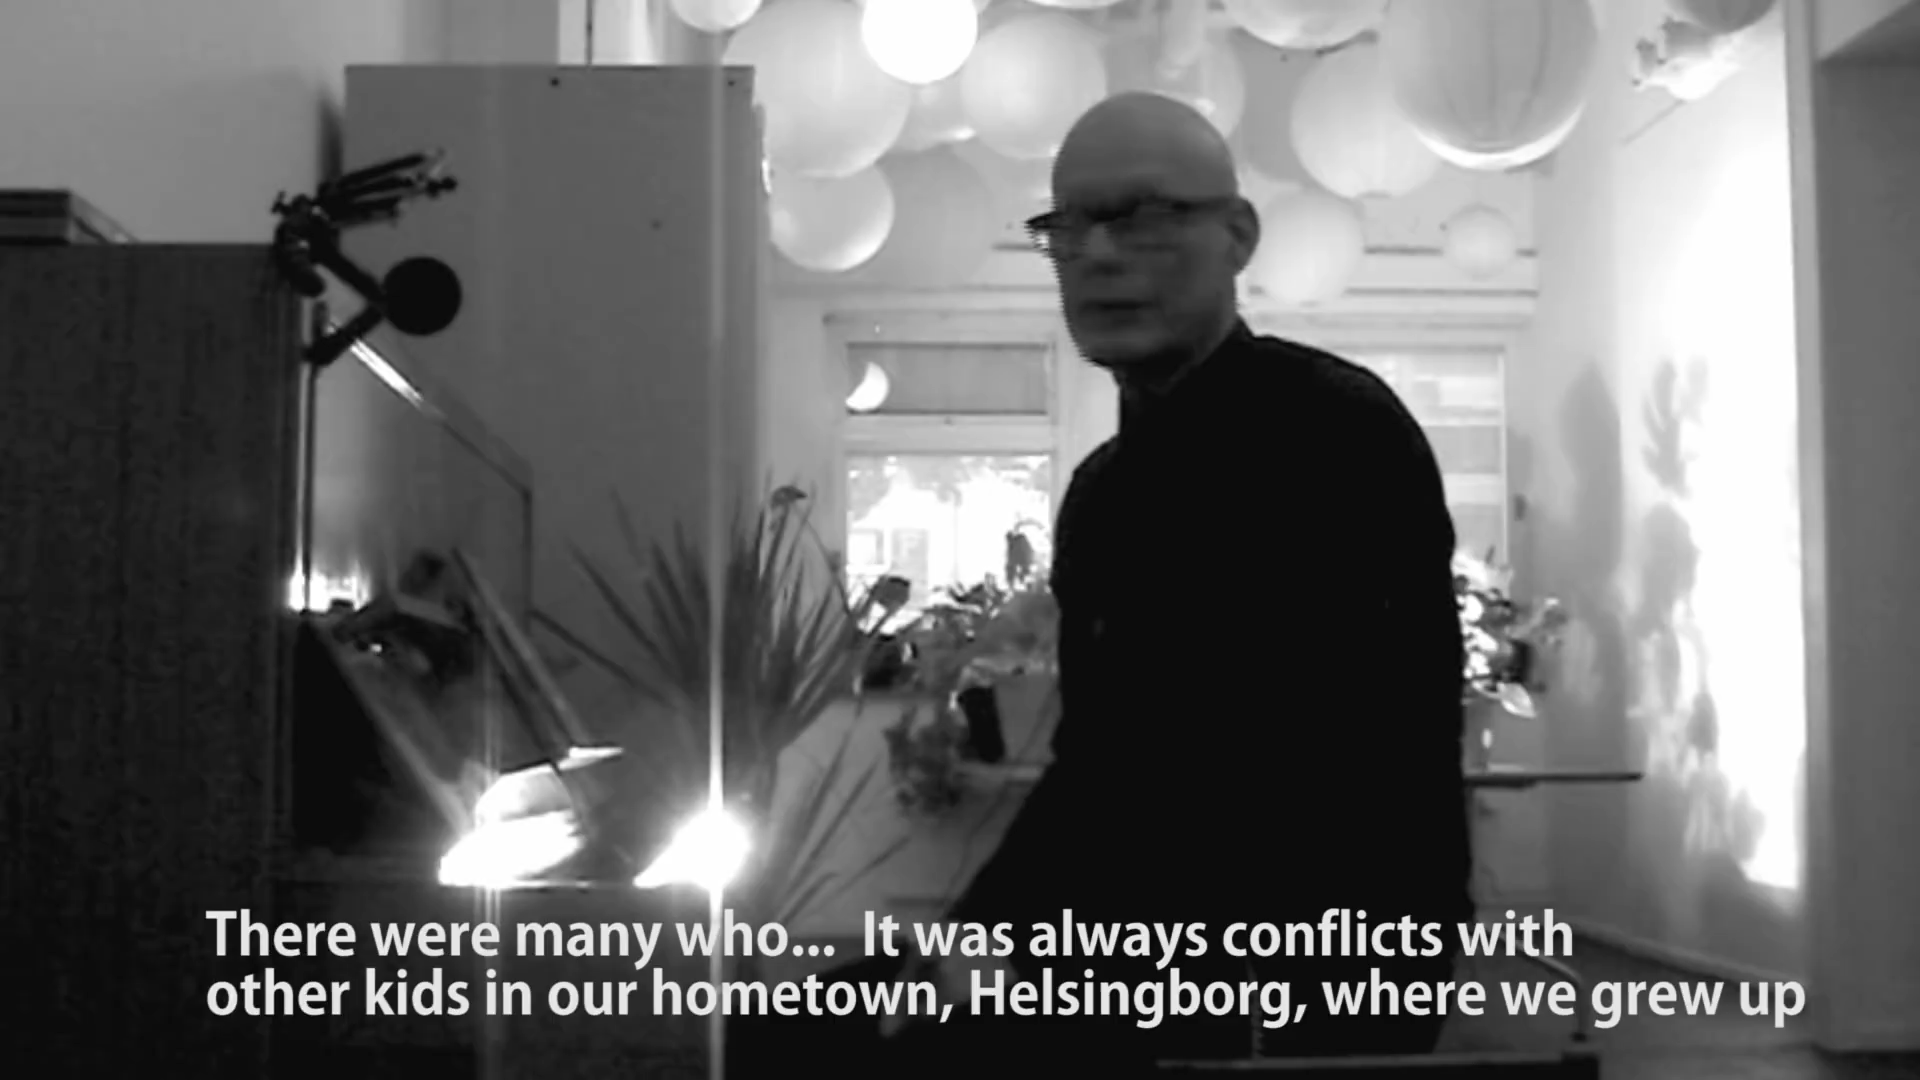 There were many who... It was always conflicts with
other kids in our hometown, Helsingborg, where we grew up